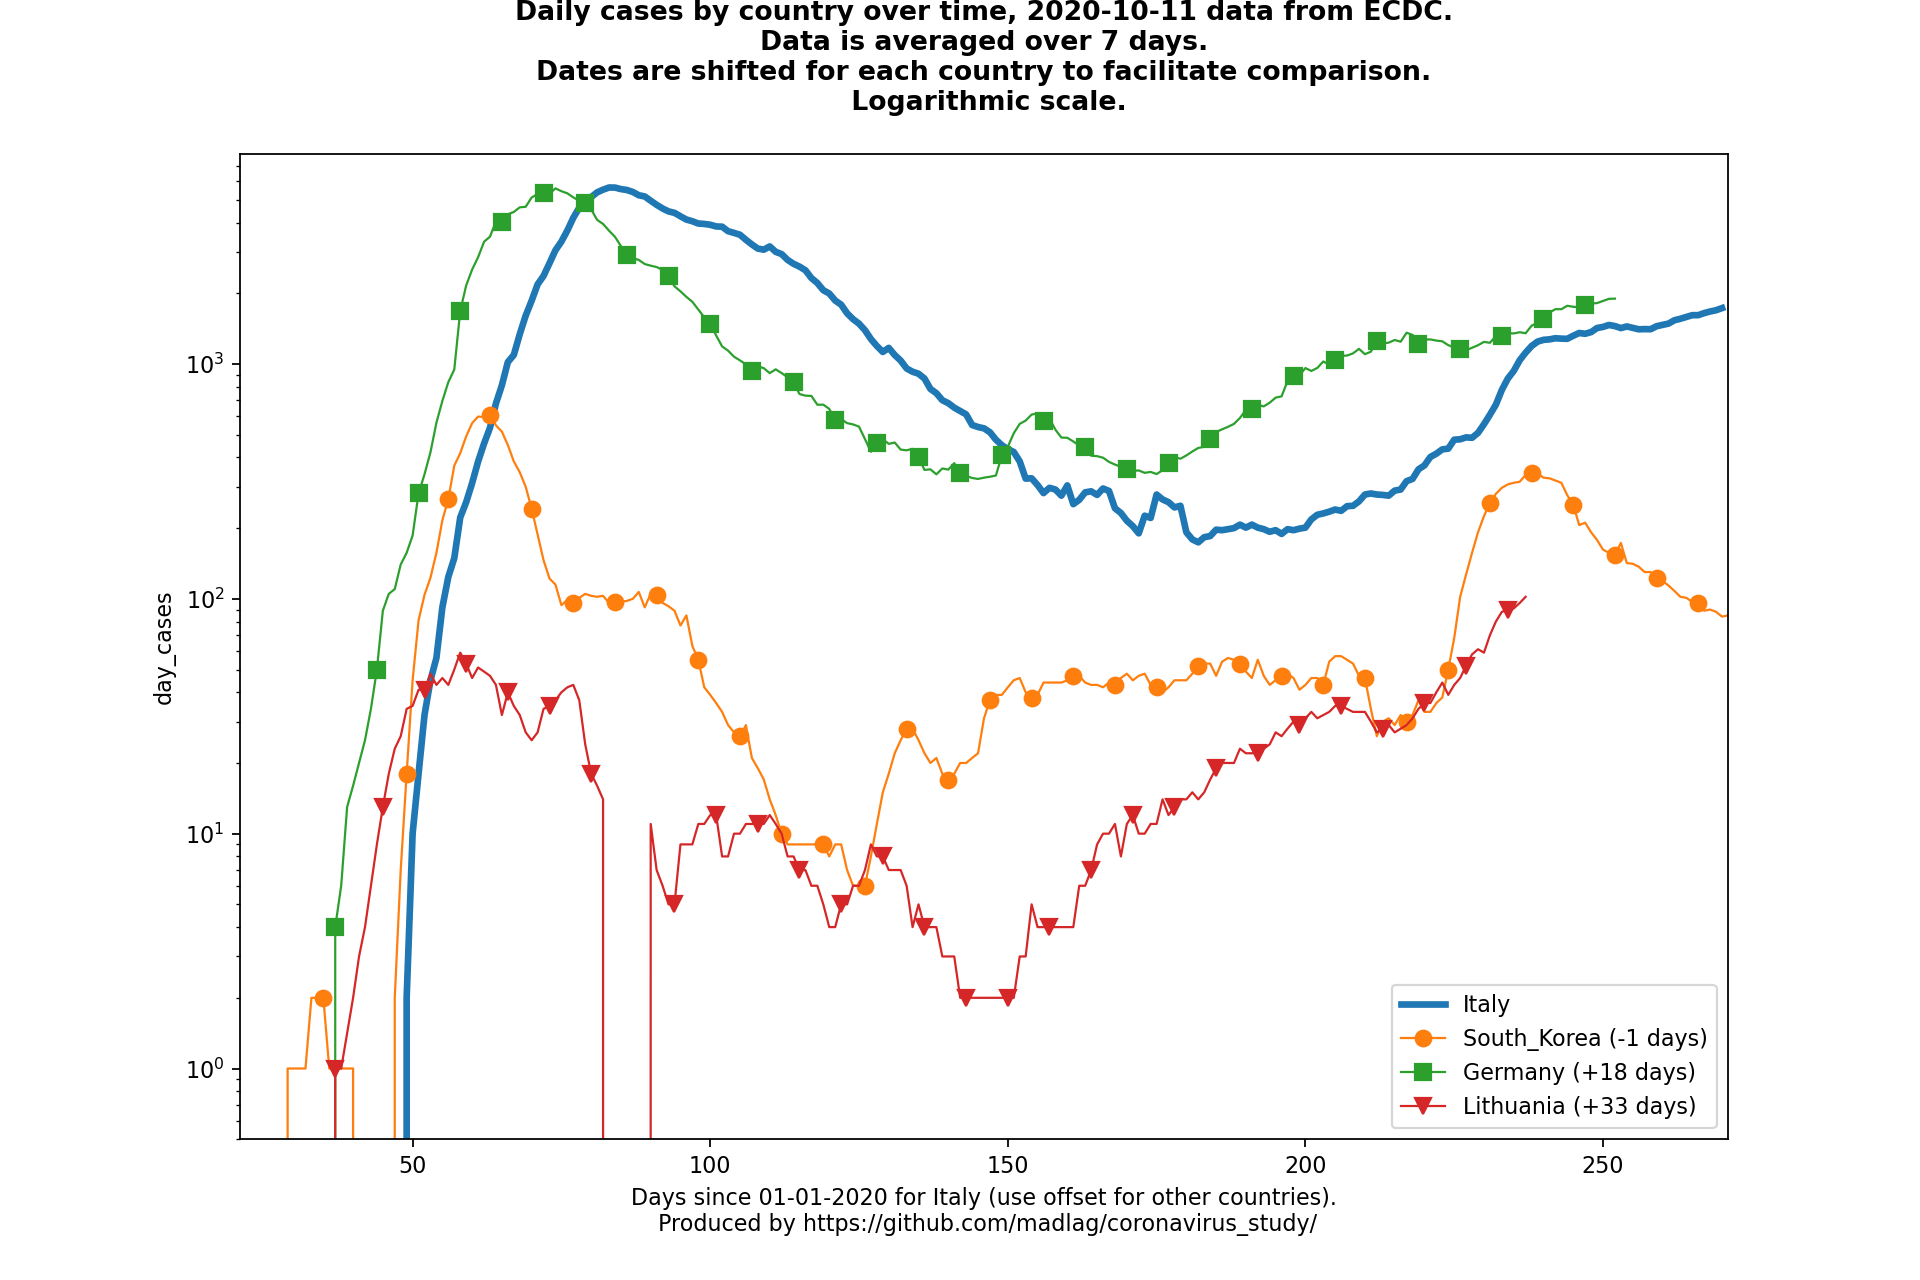 Daily cases by country over time, 2020-10-11 data from ECDC.
Data is averaged over 7 days.
Dates are shifted for each country to facilitate comparison.
Logarithmic scale.
10³
10²
10¹
10⁰
day_cases
Italy
South_Korea (-1 days)
Germany (+18 days)
Lithuania (+33 days)
50 100 150 200 250
Days since 01-01-2020 for Italy (use offset for other countries).
Produced by https://github.com/madlag/coronavirus_study/